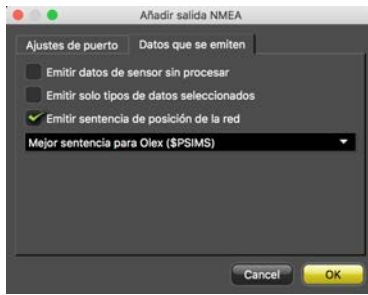 Añadir salida NMEA
Ajustes de puerto Datos que se emiten
Emitir datos de sensor sin procesar
Emitir solo tipos de datos seleccionados
Emitir sentencia de posición de la red
Mejor sentencia para Olex ($PSIMS)
Cancel OK